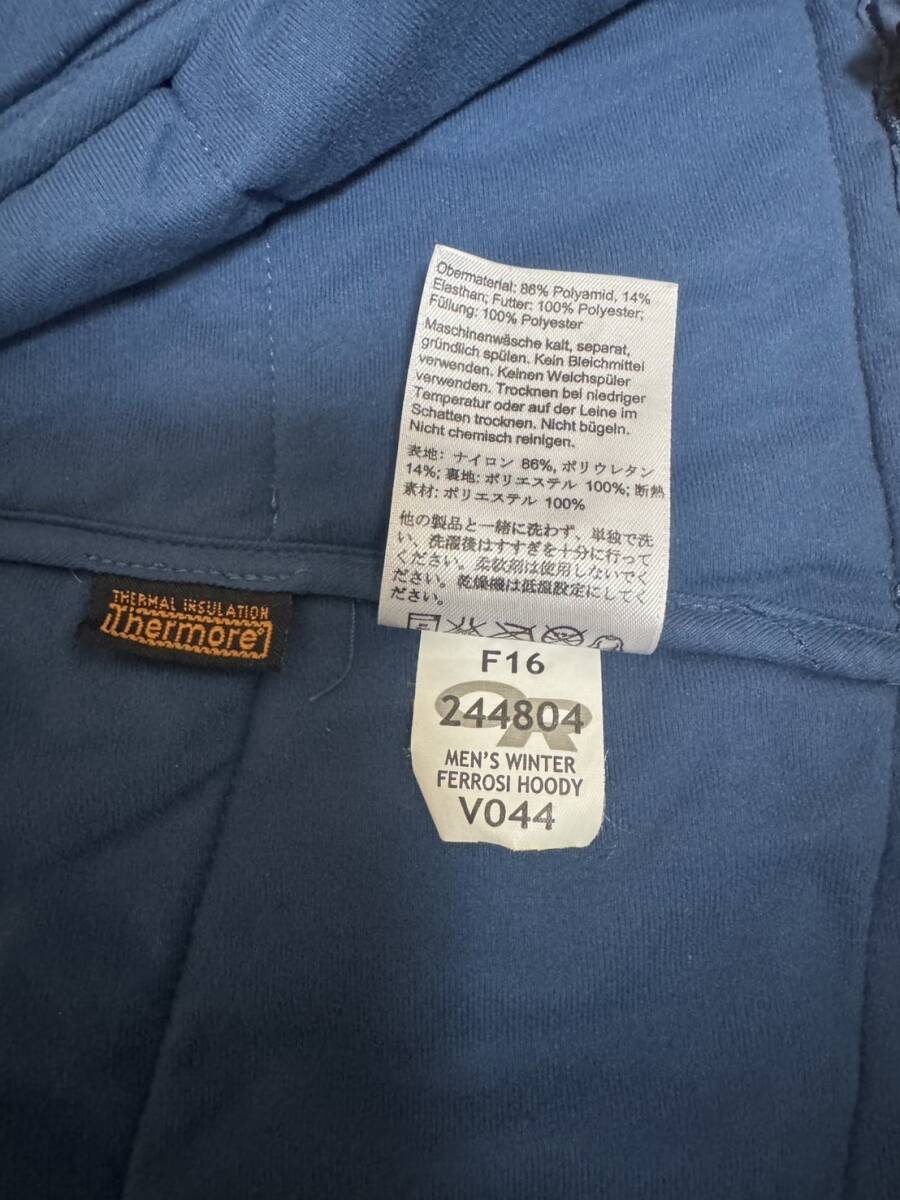 Obermaterial: 86% Polyamid, 14%
Elasthan; Futter: 100% Polyester;
Füllung: 100% Polyester
Maschinenwäsche kalt, separat,
gründlich spülen. Kein Bleichmittel
verwenden. Keinen Weichspüler
verwenden. Trocknen bei niedriger
Temperatur oder auf der Leine im
Schatten trocknen. Nicht bügeln.
Nicht chemisch reinigen.
表地: ナイロン 86%, ポリウレタン
14%; 裏地: ポリエステル 100%; 断熱
素材: ポリエステル 100%
他の製品と一緒に洗わず、単独で洗
い、洗濯後はすすぎを十分に行って
ください。柔軟剤は使用しないでく
ださい。乾燥機は低温設定にしてく
ださい。
THERMAL INSULATION
Thermore®
F16
OR
244804
MEN'S WINTER
FERROSI HOODY
V044